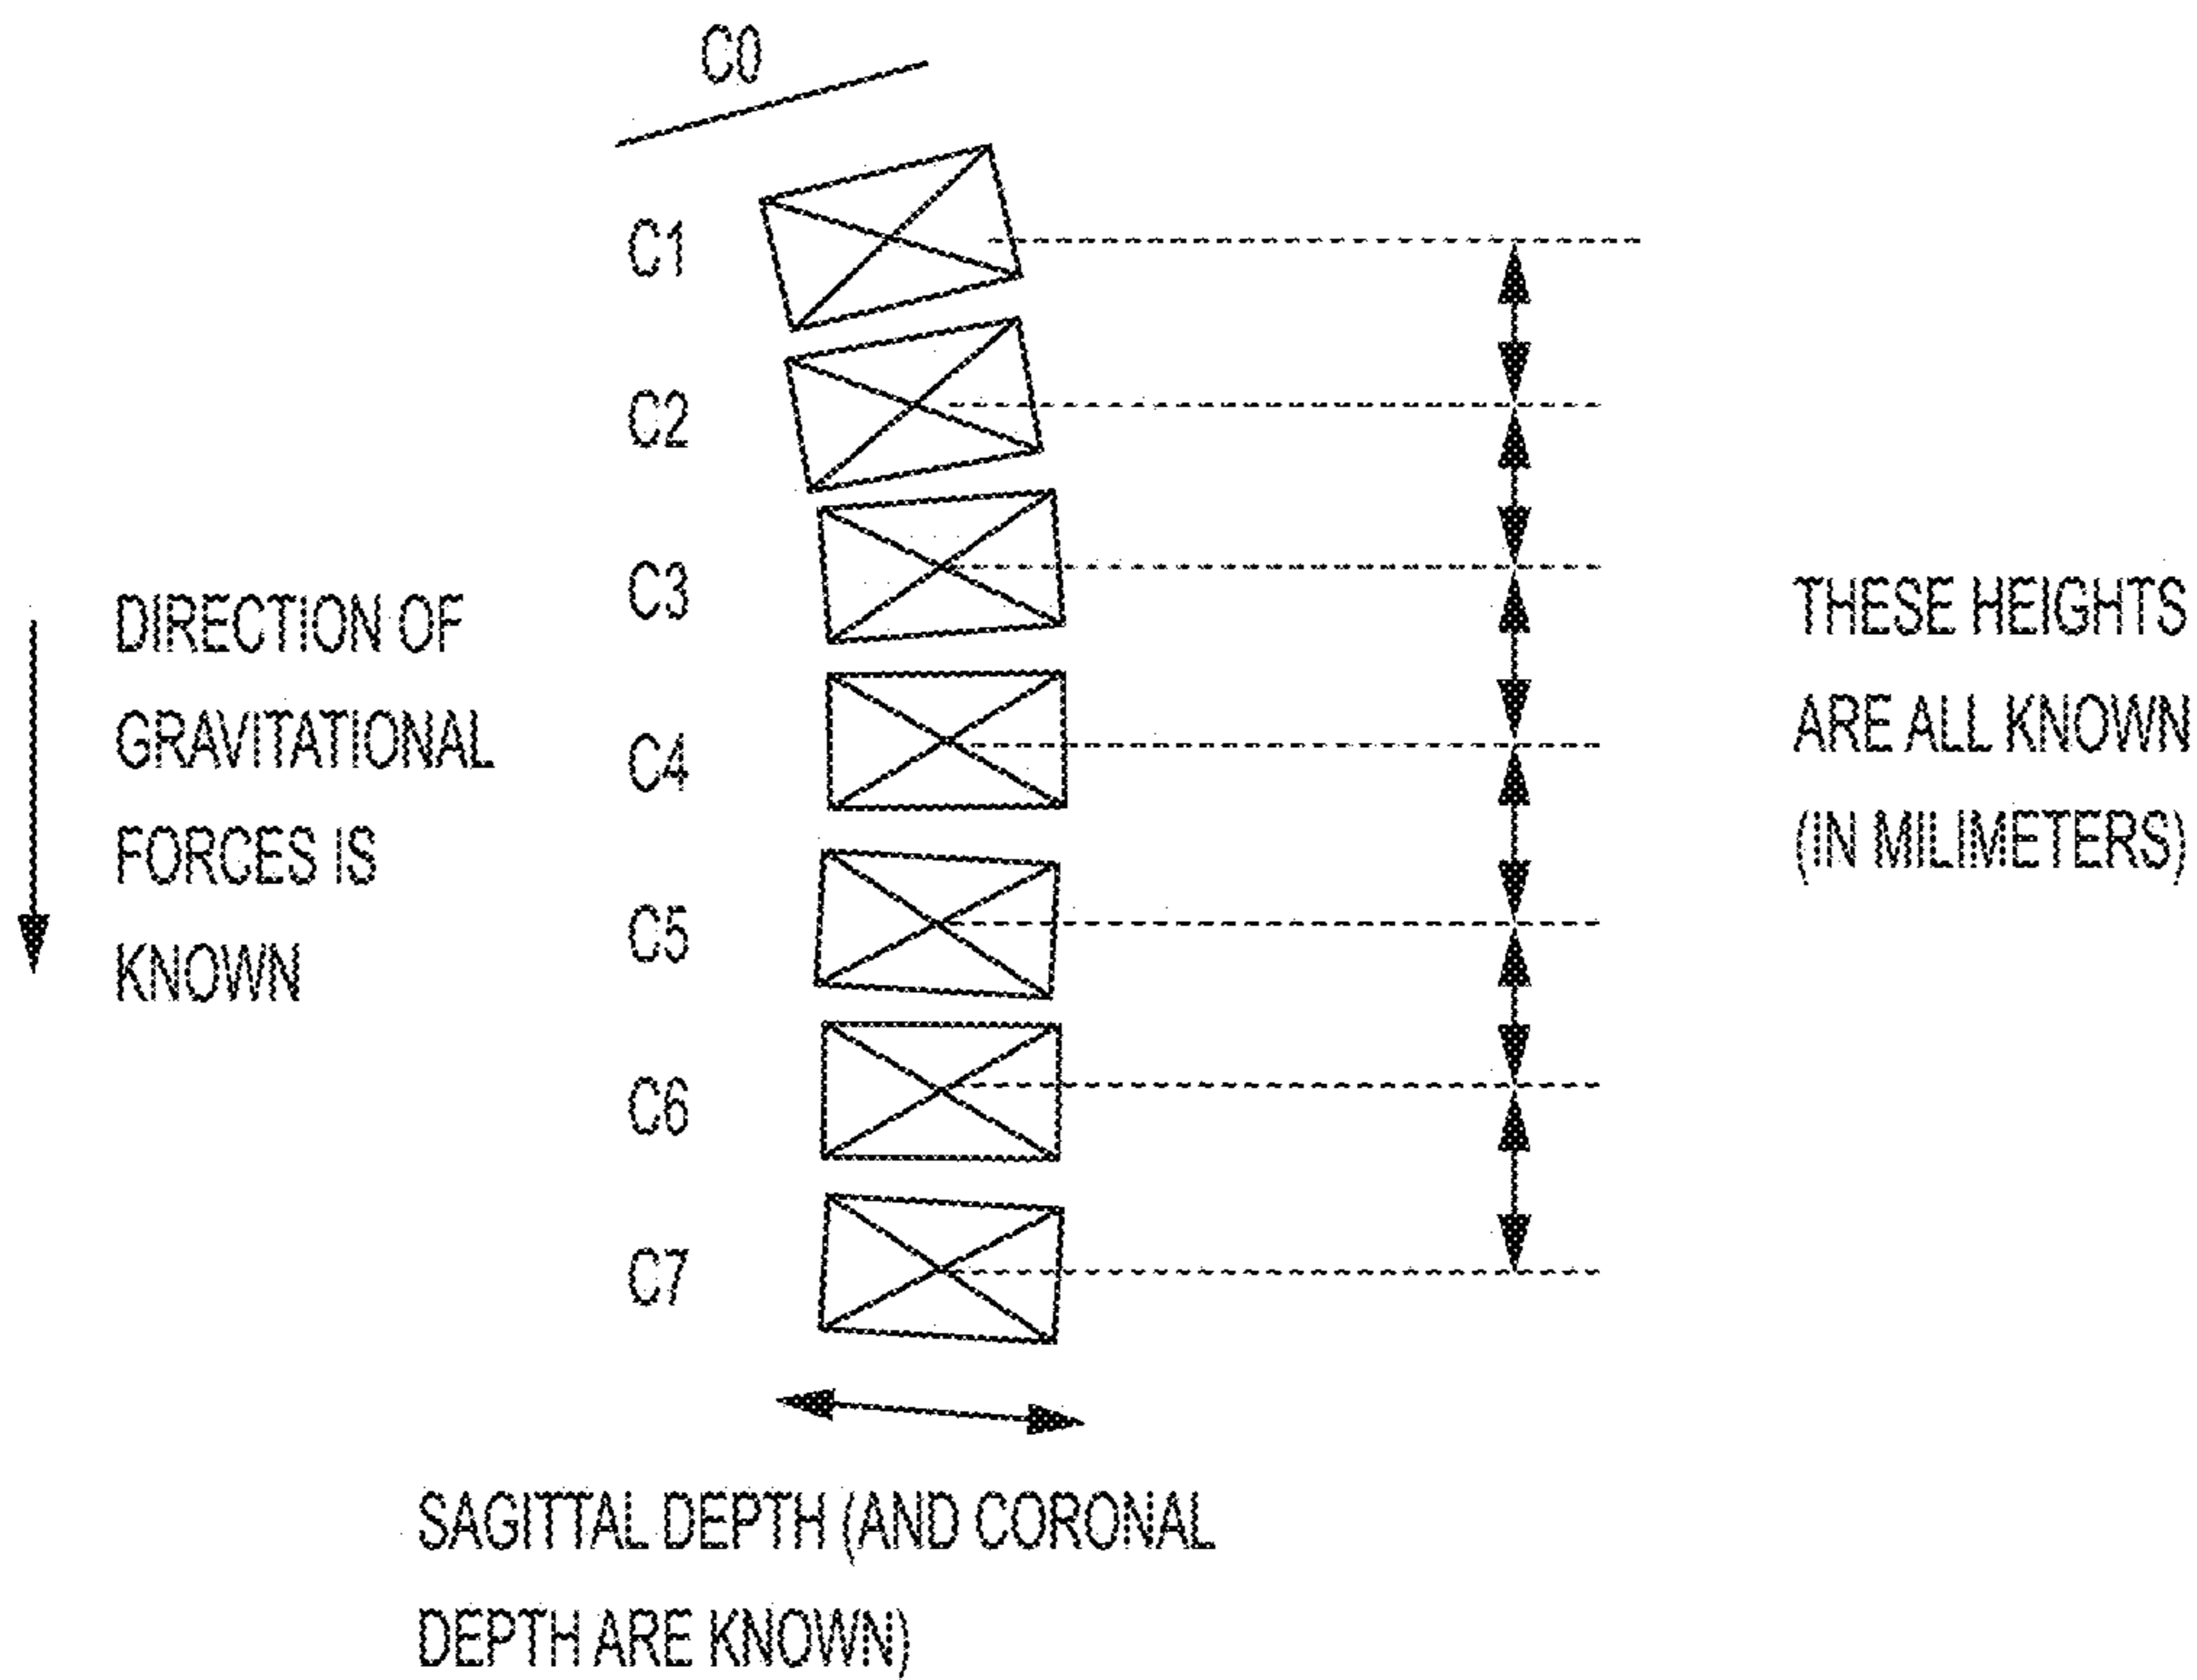 C0
C1
C2
C3
C4
C5
C6
C7
DIRECTION OF
GRAVITATIONAL
FORCES IS
KNOWN
THESE HEIGHTS
ARE ALL KNOWN
(IN MILIMETERS)
SAGITTAL DEPTH (AND CORONAL
DEPTH ARE KNOWN)